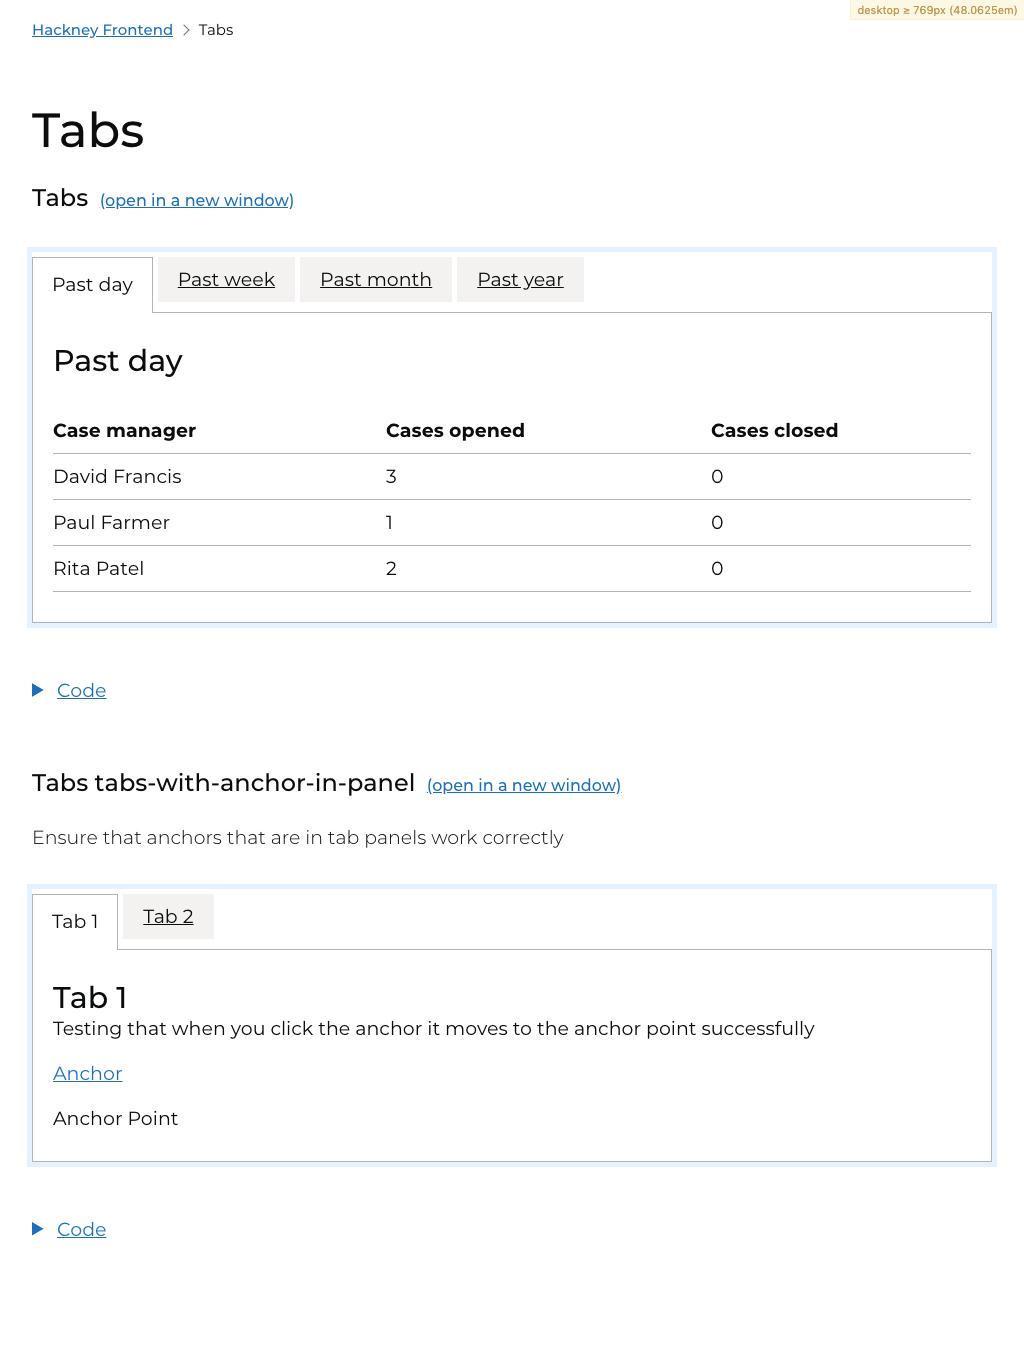 desktop ≥ 769px (48.0625em)
Hackney Frontend > Tabs
Tabs
Tabs (open in a new window)
Past day Past week Past month Past year
Past day
Case manager Cases opened Cases closed
David Francis 3 0
Paul Farmer 1 0
Rita Patel 2 0
Code
Tabs tabs-with-anchor-in-panel (open in a new window)
Ensure that anchors that are in tab panels work correctly
Tab 1 Tab 2
Tab 1
Testing that when you click the anchor it moves to the anchor point successfully
Anchor
Anchor Point
Code